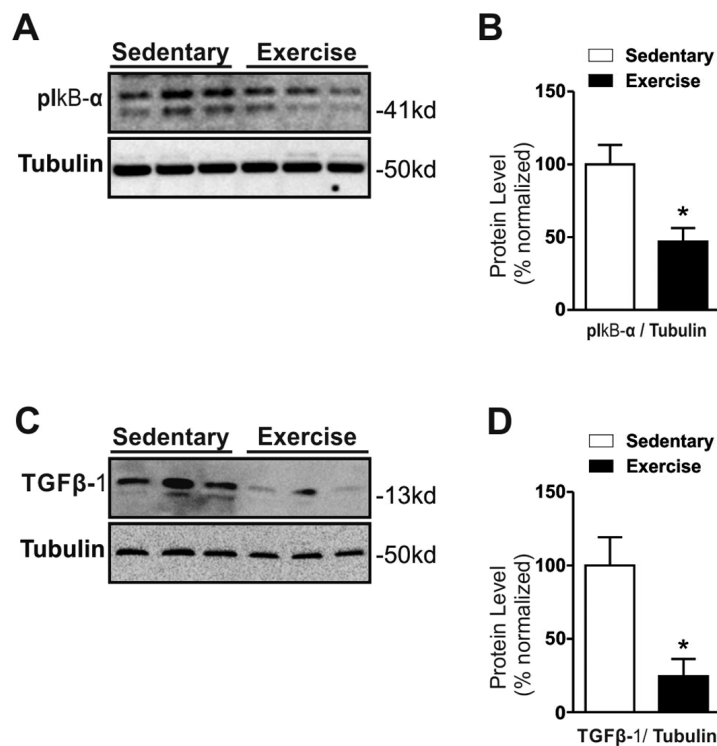 A
Sedentary Exercise
pIkB-α
-41kd
Tubulin
-50kd
B
Sedentary
Exercise
Protein Level
(% normalized)
150
100
50
0
*
pIkB-α / Tubulin
C
Sedentary Exercise
TGFβ-1
-13kd
Tubulin
-50kd
D
Sedentary
Exercise
Protein Level
(% normalized)
150
100
50
0
*
TGFβ-1/ Tubulin